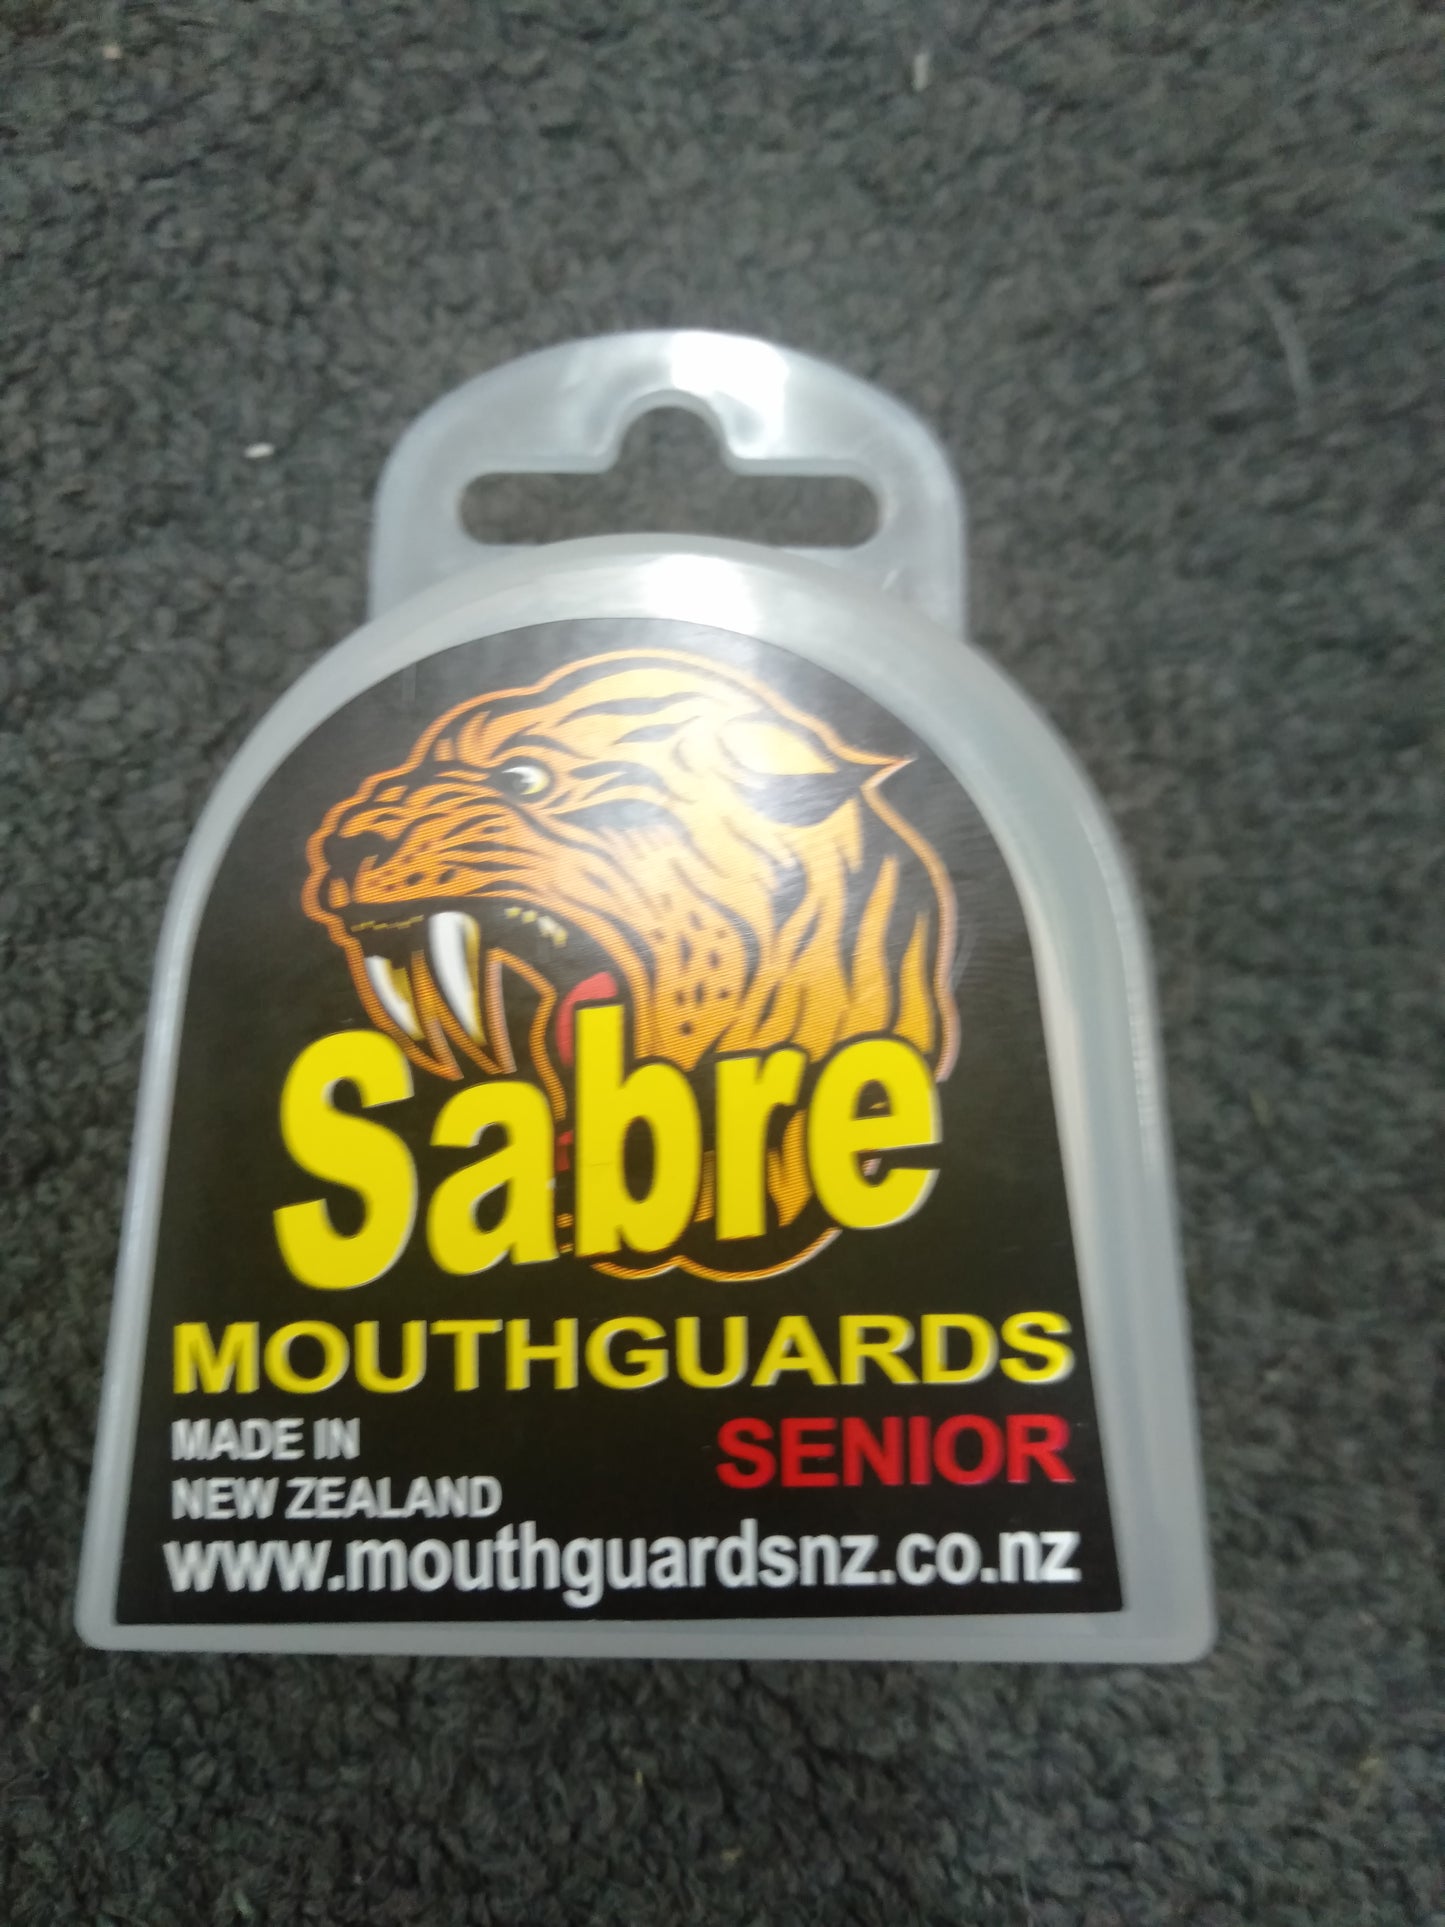 Sabre
MOUTHGUARDS
MADE IN
NEW ZEALAND
SENIOR
www.mouthguardsnz.co.nz